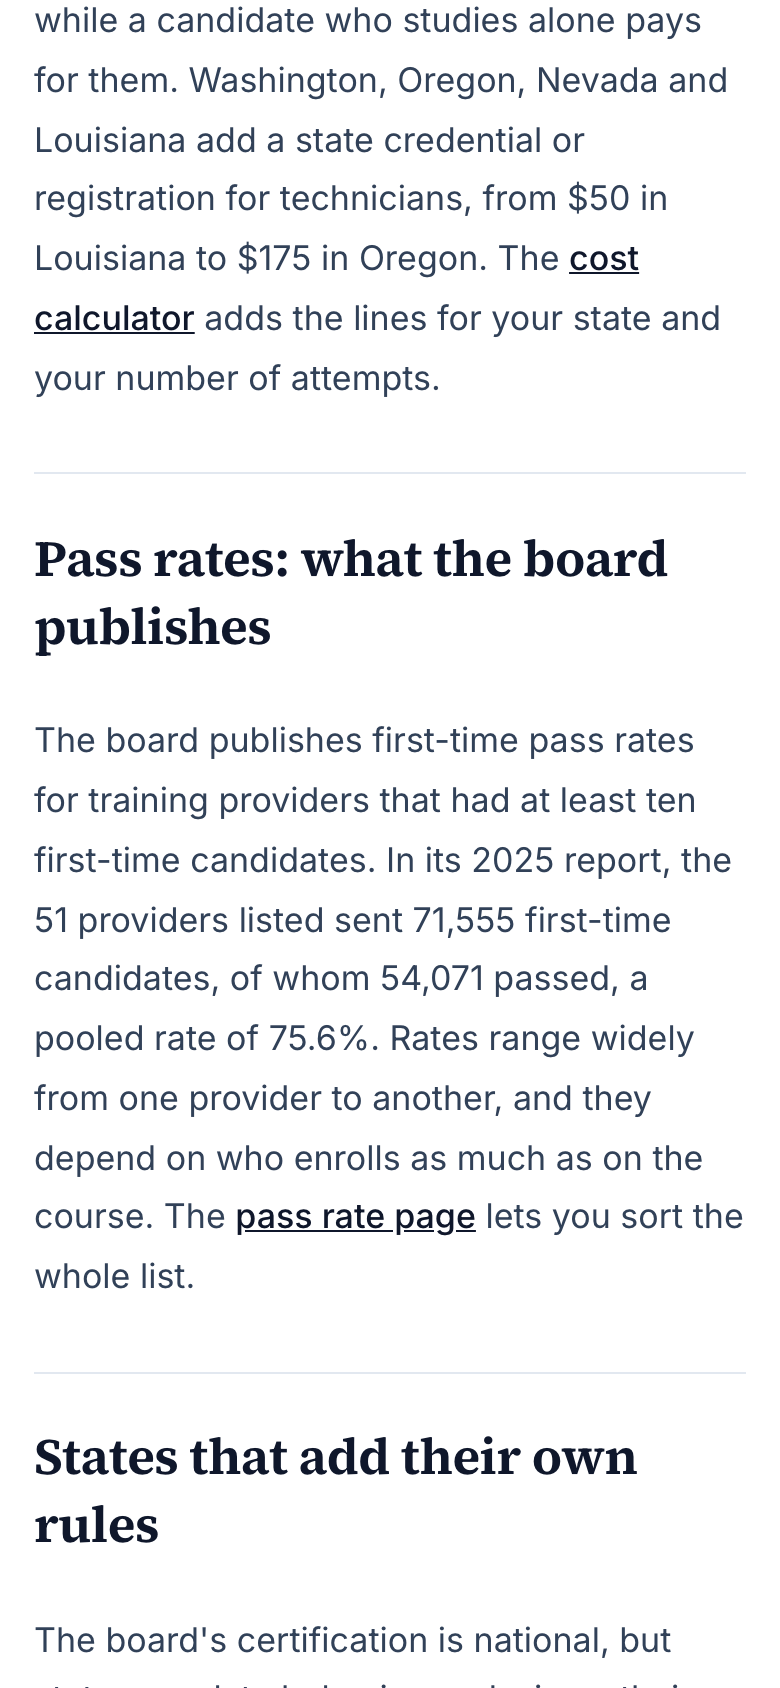 while a candidate who studies alone pays
for them. Washington, Oregon, Nevada and
Louisiana add a state credential or
registration for technicians, from $50 in
Louisiana to $175 in Oregon. The cost
calculator adds the lines for your state and
your number of attempts.
Pass rates: what the board
publishes
The board publishes first-time pass rates
for training providers that had at least ten
first-time candidates. In its 2025 report, the
51 providers listed sent 71,555 first-time
candidates, of whom 54,071 passed, a
pooled rate of 75.6%. Rates range widely
from one provider to another, and they
depend on who enrolls as much as on the
course. The pass rate page lets you sort the
whole list.
States that add their own
rules
The board's certification is national, but